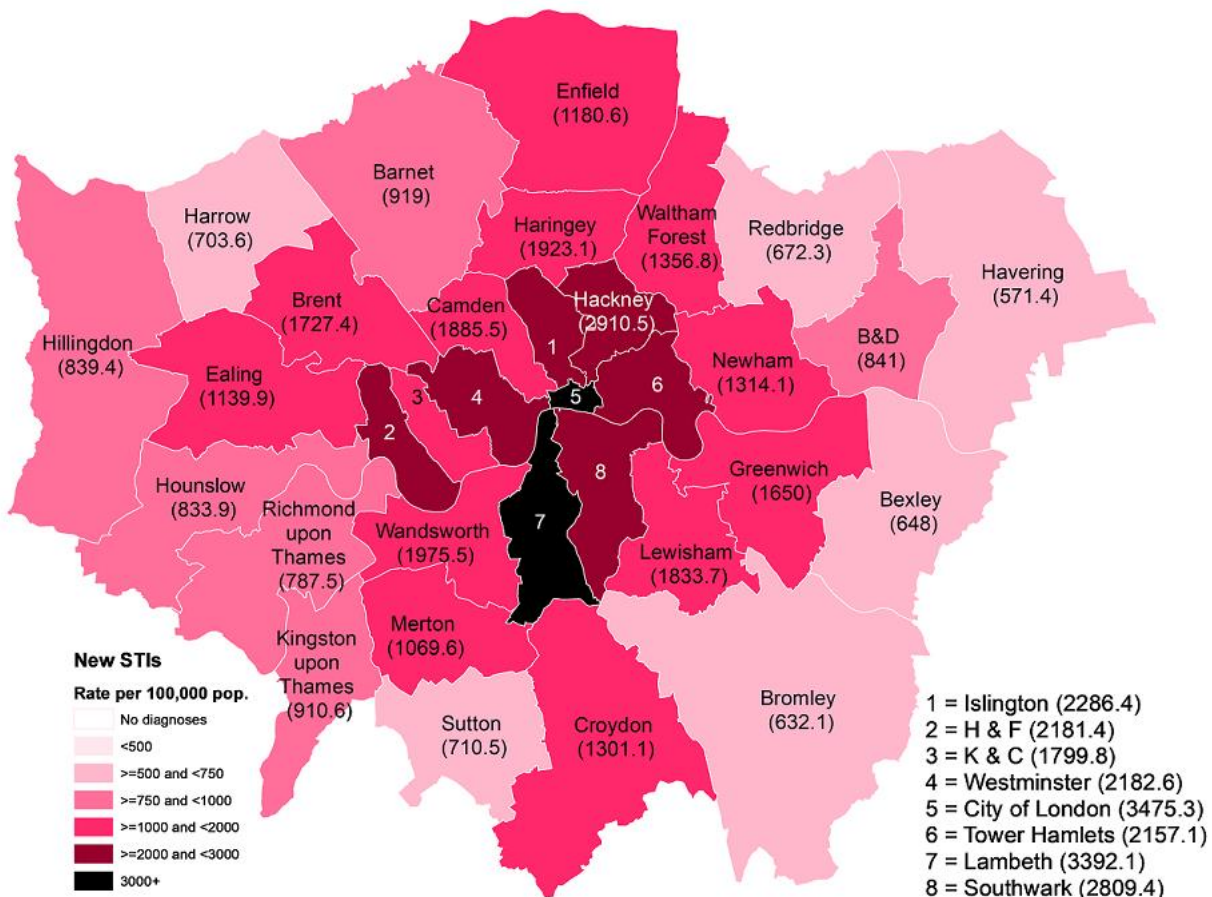 Enfield
(1180.6)
Barnet
(919)
Harrow
(703.6)
Haringey
(1923.1)
Waltham
Forest
(1356.8)
Redbridge
(672.3)
Havering
(571.4)
Brent
(1727.4)
Camden
(1885.5)
Hackney
(2910.5)
Hillingdon
(839.4)
Ealing
(1139.9)
Newham
(1314.1)
B&D
(841)
1
2
3
4
5
6
7
8
Hounslow
(833.9)
Richmond
upon
Thames
(787.5)
Wandsworth
(1975.5)
Lewisham
(1833.7)
Greenwich
(1650)
Bexley
(648)
Kingston
upon
Thames
(910.6)
Merton
(1069.6)
Sutton
(710.5)
Croydon
(1301.1)
Bromley
(632.1)
New STIs
Rate per 100,000 pop.
No diagnoses
<500
>=500 and <750
>=750 and <1000
>=1000 and <2000
>=2000 and <3000
3000+
1 = Islington (2286.4)
2 = H & F (2181.4)
3 = K & C (1799.8)
4 = Westminster (2182.6)
5 = City of London (3475.3)
6 = Tower Hamlets (2157.1)
7 = Lambeth (3392.1)
8 = Southwark (2809.4)